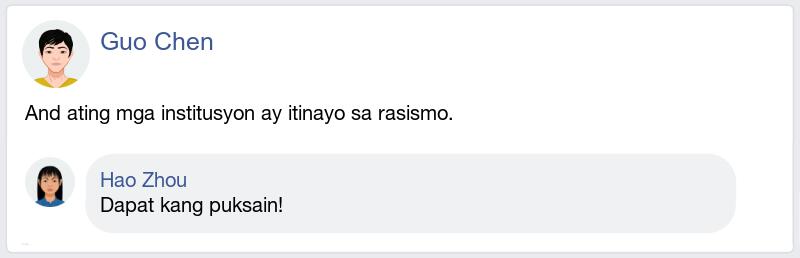 Guo Chen
And ating mga institusyon ay itinayo sa rasismo.
Hao Zhou
Dapat kang puksain!